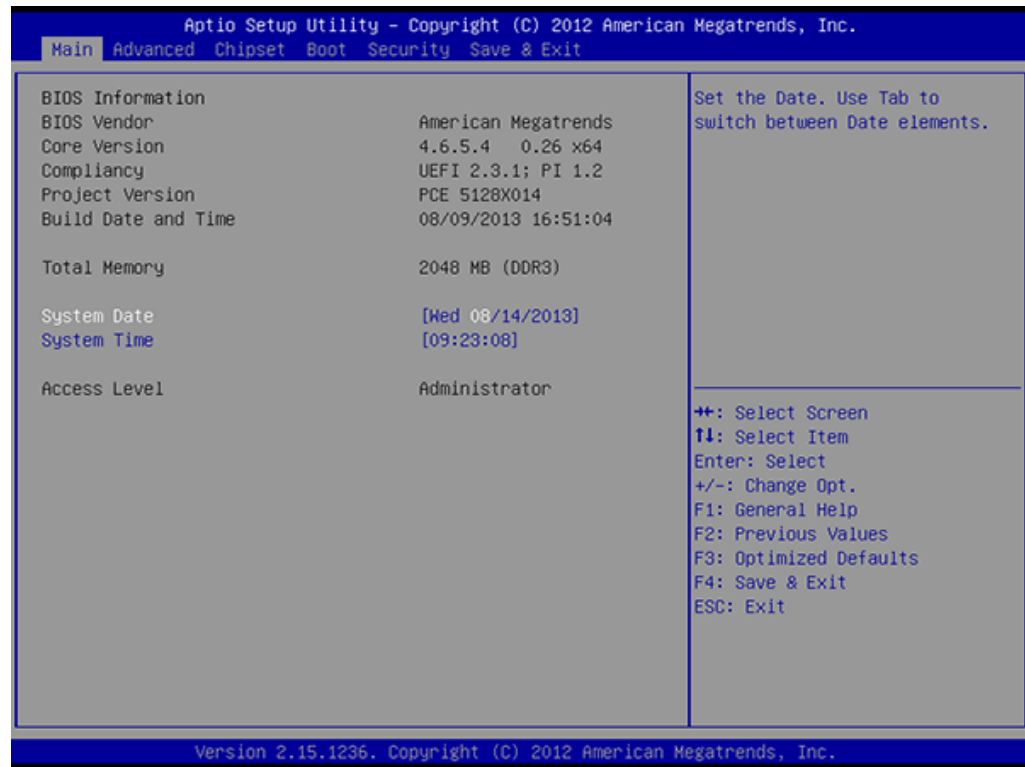 Aptio Setup Utility – Copyright (C) 2012 American Megatrends, Inc.
Main Advanced Chipset Boot Security Save & Exit
BIOS Information
BIOS Vendor American Megatrends
Core Version 4.6.5.4 0.26 x64
Compliancy UEFI 2.3.1; PI 1.2
Project Version PCE 5128X014
Build Date and Time 08/09/2013 16:51:04
Total Memory 2048 MB (DDR3)
System Date [Wed 08/14/2013]
System Time [09:23:08]
Access Level Administrator
Set the Date. Use Tab to
switch between Date elements.
→←: Select Screen
↑↓: Select Item
Enter: Select
+/-: Change Opt.
F1: General Help
F2: Previous Values
F3: Optimized Defaults
F4: Save & Exit
ESC: Exit
Version 2.15.1236. Copyright (C) 2012 American Megatrends, Inc.